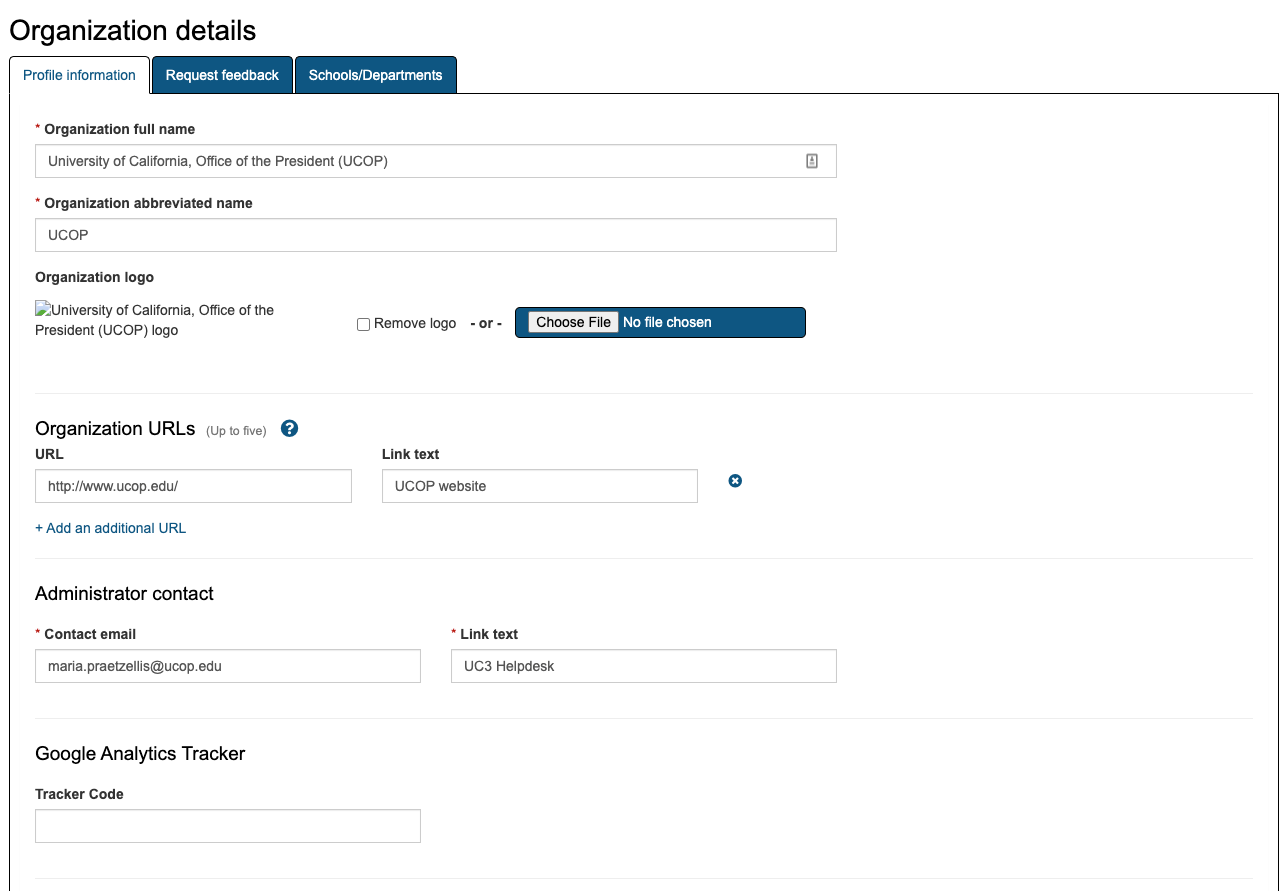 Organization details
Profile information Request feedback Schools/Departments
* Organization full name
University of California, Office of the President (UCOP)
* Organization abbreviated name
UCOP
Organization logo
University of California, Office of the
President (UCOP) logo
Remove logo - or - Choose File No file chosen
Organization URLs (Up to five) ?
URL Link text
http://www.ucop.edu/ UCOP website
+ Add an additional URL
Administrator contact
* Contact email * Link text
maria.praetzellis@ucop.edu UC3 Helpdesk
Google Analytics Tracker
Tracker Code